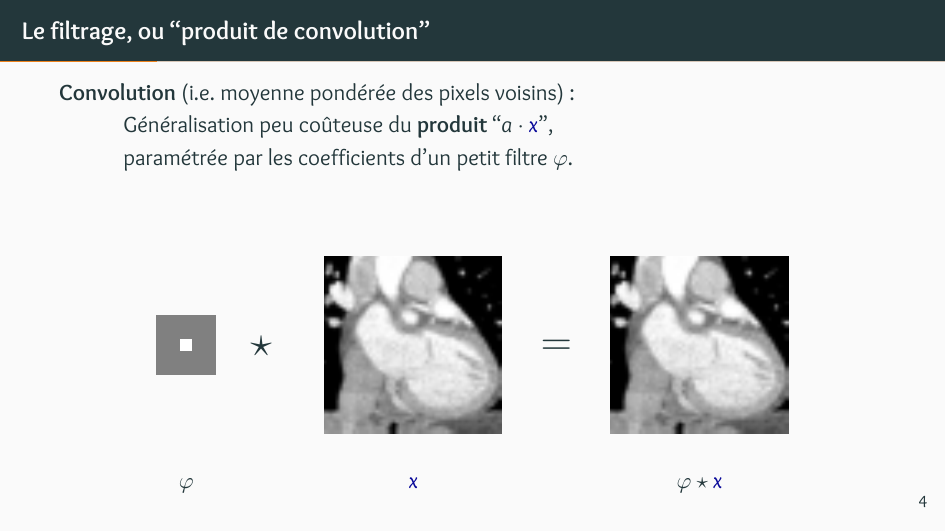 Le filtrage, ou “produit de convolution”
Convolution (i.e. moyenne pondérée des pixels voisins) :
Généralisation peu coûteuse du produit “a · x”,
paramétrée par les coefficients d’un petit filtre φ.
⋆ =
φ x φ ⋆ x
4